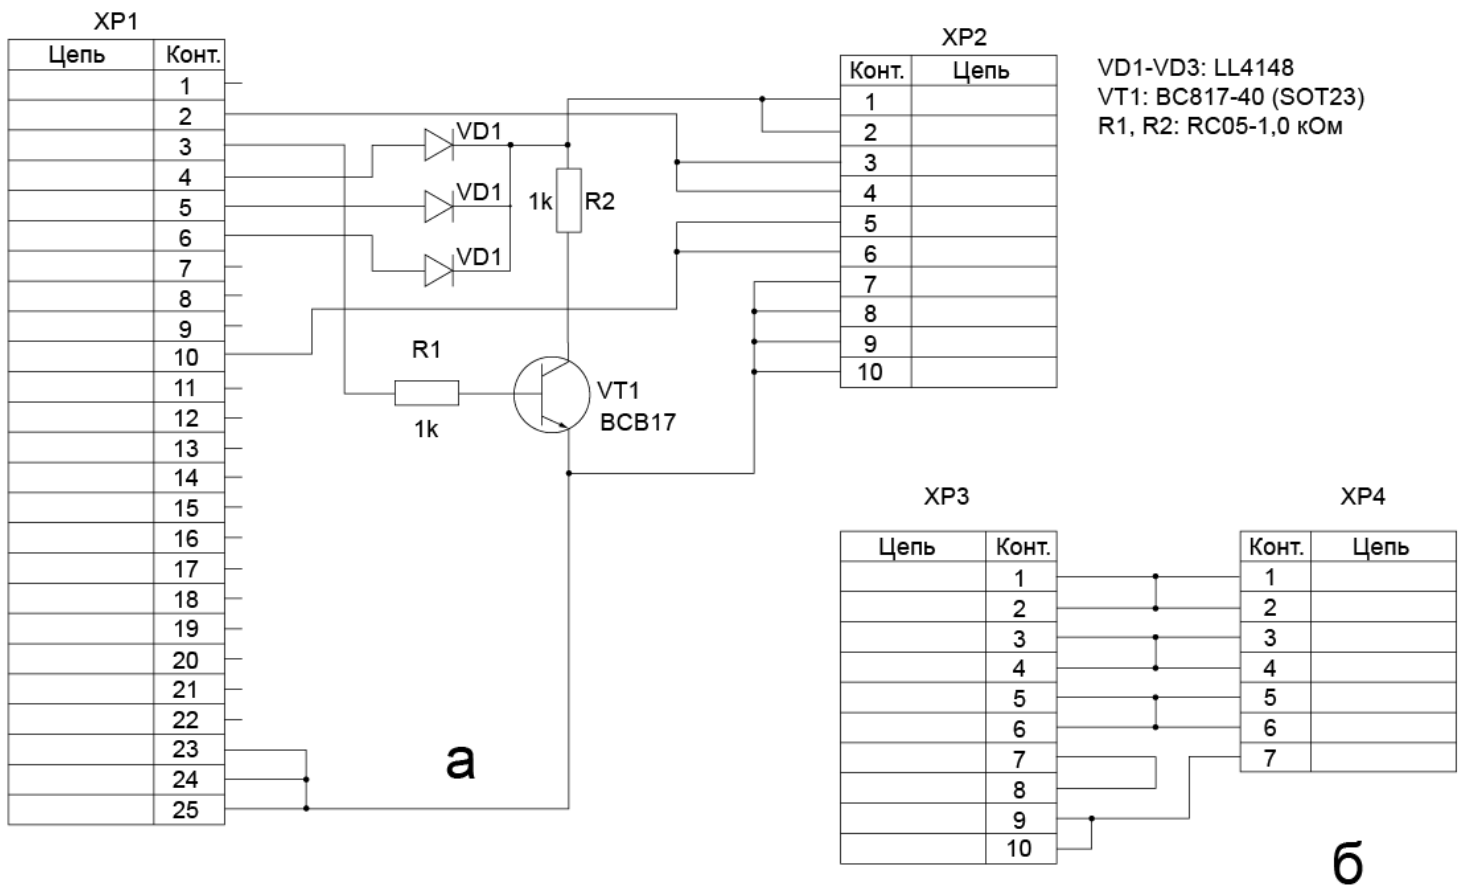 XP1
Цепь Конт.
1
2
3
4
5
6
7
8
9
10
11
12
13
14
15
16
17
18
19
20
21
22
23
24
25
VD1
VD1
VD1
1k R2
R1
1k
VT1
BCB17
XP2
Конт. Цепь
1
2
3
4
5
6
7
8
9
10
VD1-VD3: LL4148
VT1: BC817-40 (SOT23)
R1, R2: RC05-1,0 кОм
а
XP3
Цепь Конт.
1
2
3
4
5
6
7
8
9
10
XP4
Конт. Цепь
1
2
3
4
5
6
7
б